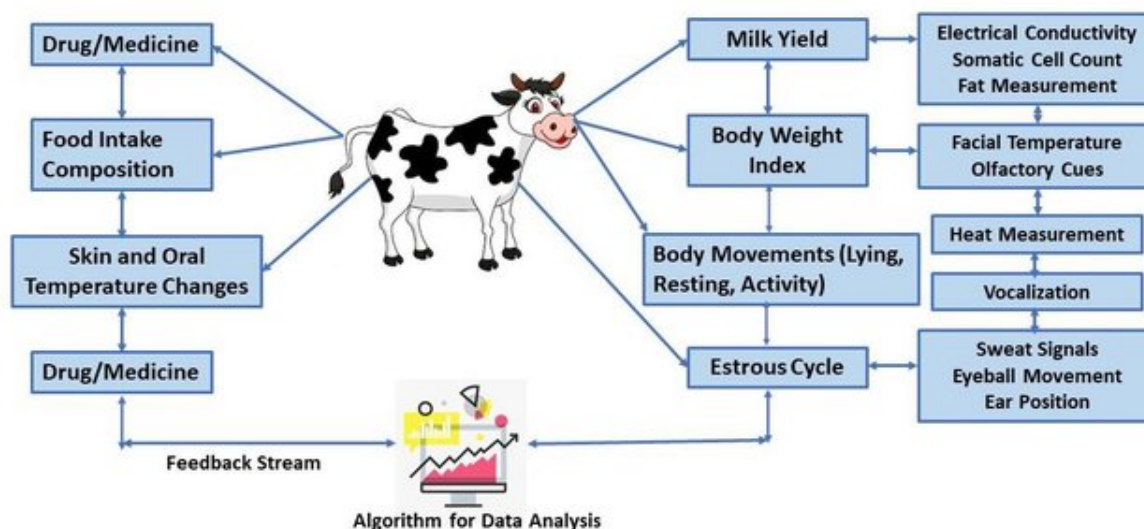 Drug/Medicine
Food Intake
Composition
Skin and Oral
Temperature Changes
Drug/Medicine
Feedback Stream
Algorithm for Data Analysis
Milk Yield
Body Weight
Index
Body Movements (Lying,
Resting, Activity)
Estrous Cycle
Electrical Conductivity
Somatic Cell Count
Fat Measurement
Facial Temperature
Olfactory Cues
Heat Measurement
Vocalization
Sweat Signals
Eyeball Movement
Ear Position